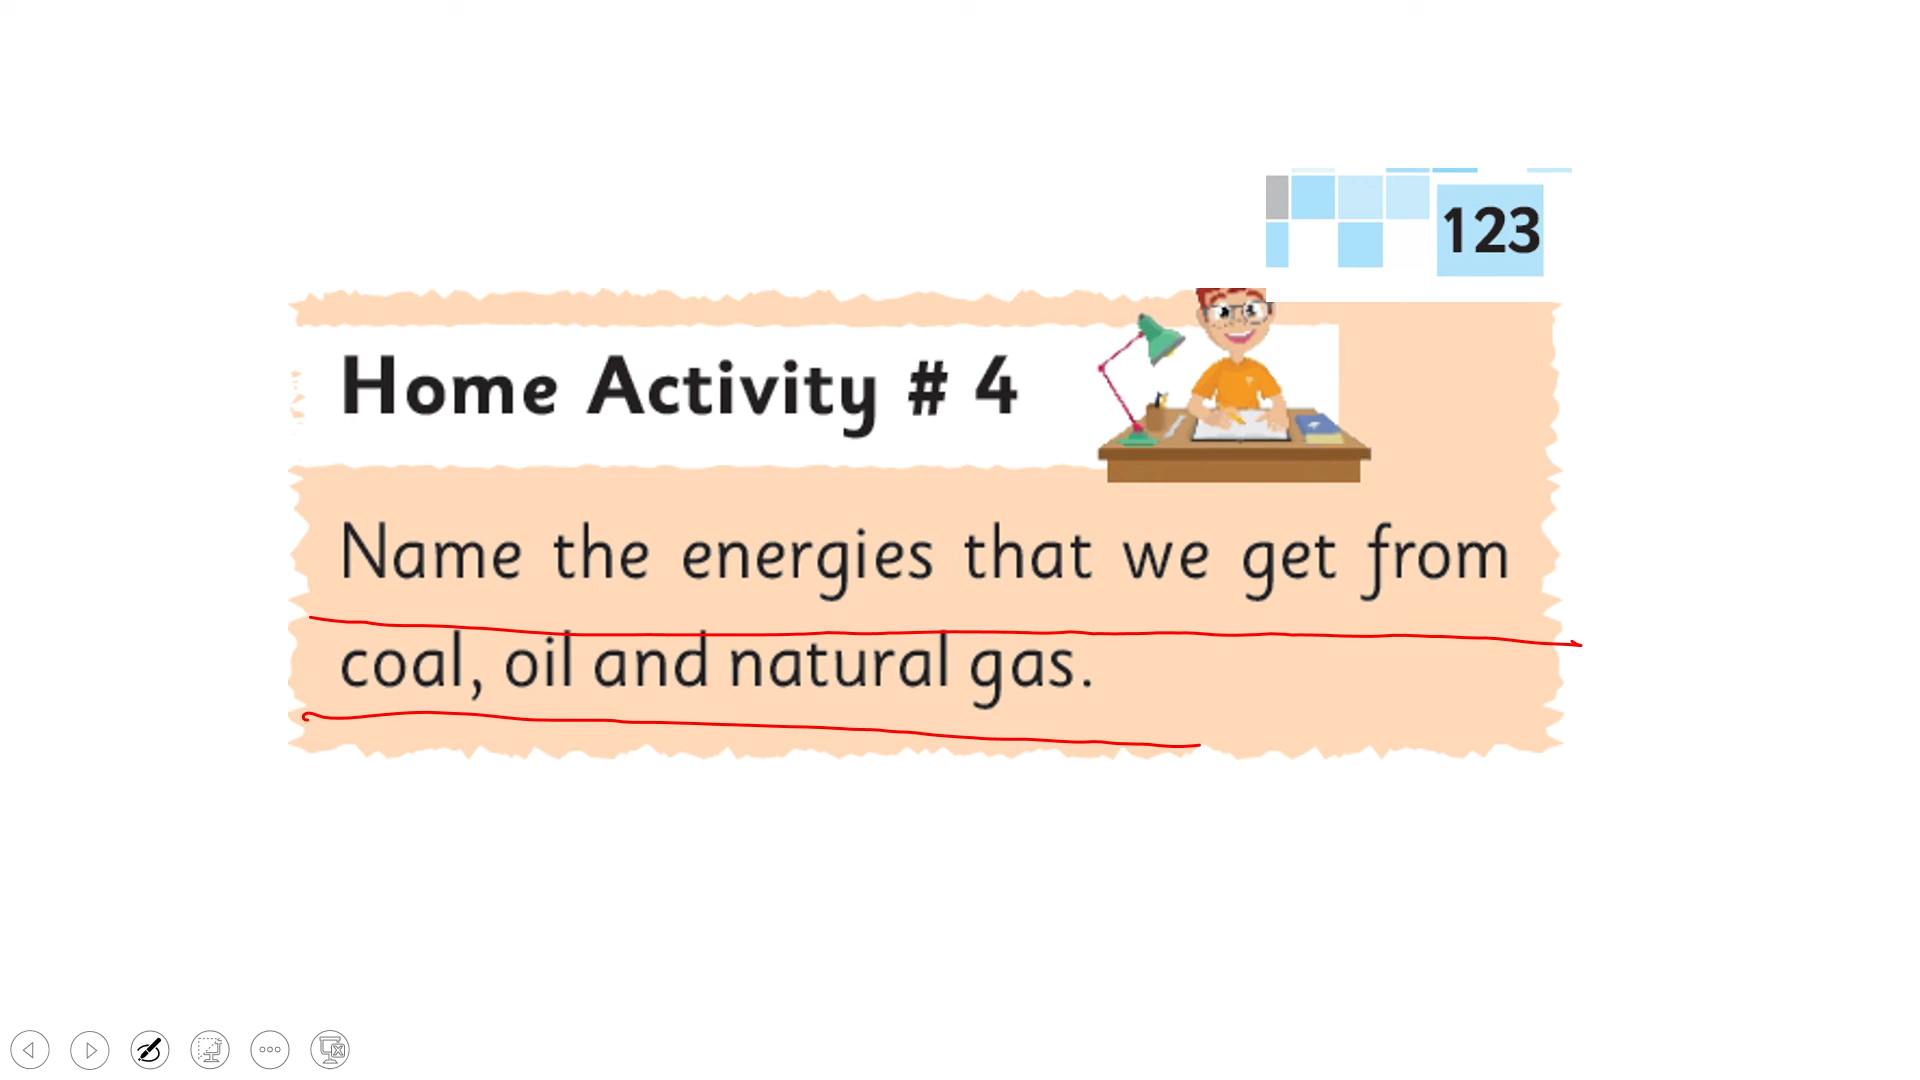 123
Home Activity # 4
Name the energies that we get from
coal, oil and natural gas.